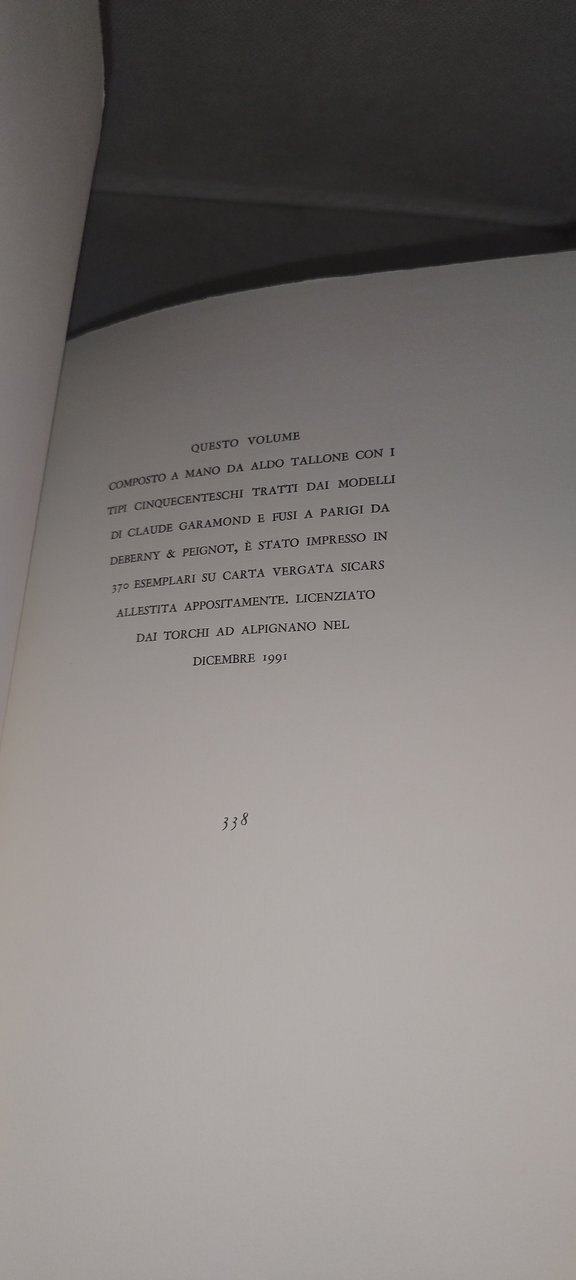 QUESTO VOLUME
COMPOSTO A MANO DA ALDO TALLONE CON I
TIPI CINQUECENTESCHI TRATTI DAI MODELLI
DI CLAUDE GARAMOND E FUSI A PARIGI DA
DEBERNY & PEIGNOT, È STATO IMPRESSO IN
370 ESEMPLARI SU CARTA VERGATA SICARS
ALLESTITA APPOSITAMENTE. LICENZIATO
DAI TORCHI AD ALPIGNANO NEL
DICEMBRE 1991
338